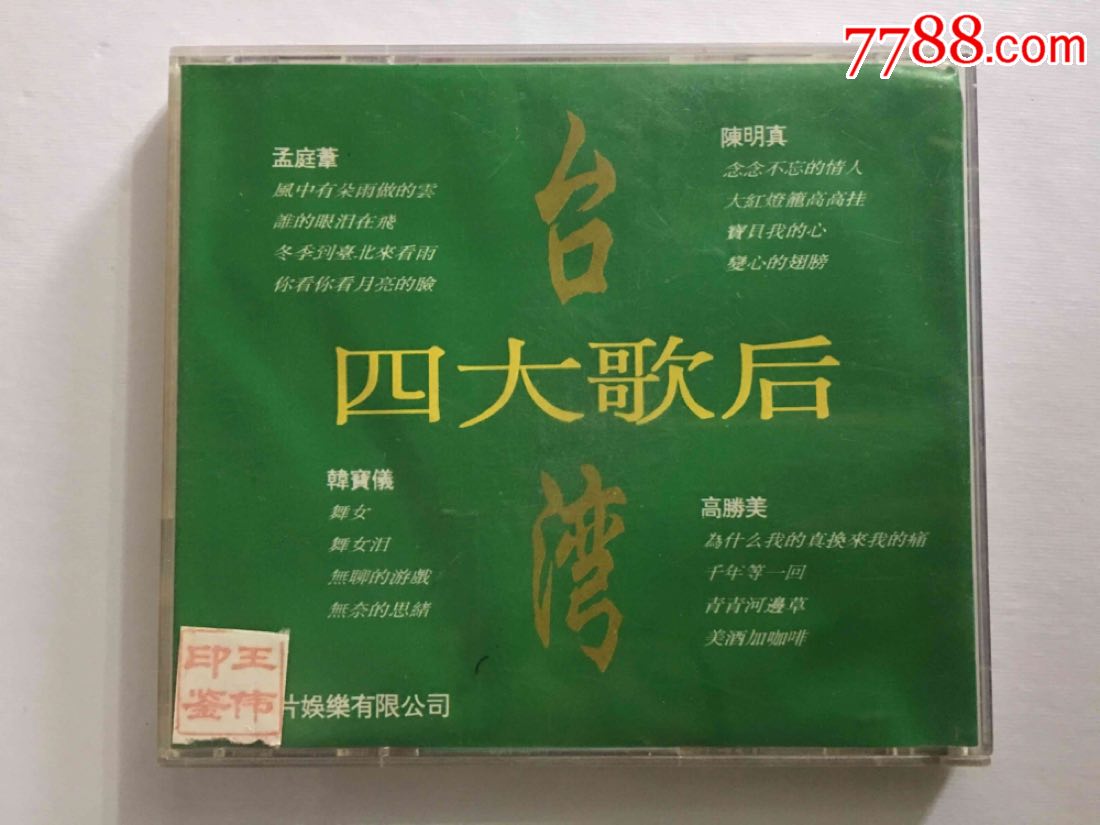 7788.com
台灣
四大歌后
孟庭葦
風中有朵雨做的雲
誰的眼泪在飛
冬季到臺北來看雨
你看你看月亮的臉
陳明真
念念不忘的情人
大紅燈籠高高挂
寶貝我的心
變心的翅膀
韓寶儀
舞女
舞女泪
無聊的游戲
無奈的思緒
高勝美
為什么我的真換來我的痛
千年等一回
青青河邊草
美酒加咖啡
王伟
印鉴
片娛樂有限公司